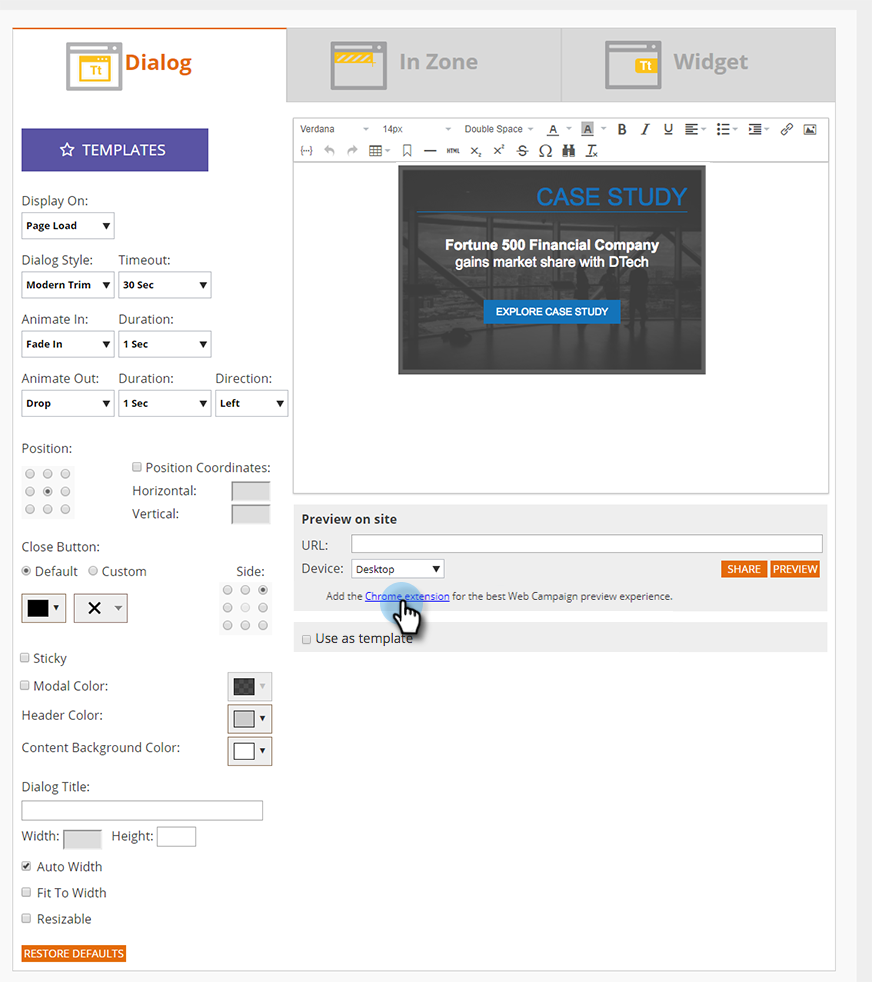 Tt Dialog
In Zone
Tt Widget
TEMPLATES
Display On:
Page Load
Dialog Style: Timeout:
Modern Trim 30 Sec
Animate In: Duration:
Fade In 1 Sec
Animate Out: Duration: Direction:
Drop 1 Sec Left
Position:
Position Coordinates:
Horizontal:
Vertical:
Close Button:
Default Custom Side:
Sticky
Modal Color:
Header Color:
Content Background Color:
Dialog Title:
Width: Height:
Auto Width
Fit To Width
Resizable
RESTORE DEFAULTS
Verdana 14px Double Space A A B I U
HTML X₂ X² S Ω Ix
CASE STUDY
Fortune 500 Financial Company
gains market share with DTech
EXPLORE CASE STUDY
Preview on site
URL:
Device: Desktop SHARE PREVIEW
Add the Chrome extension for the best Web Campaign preview experience.
Use as template